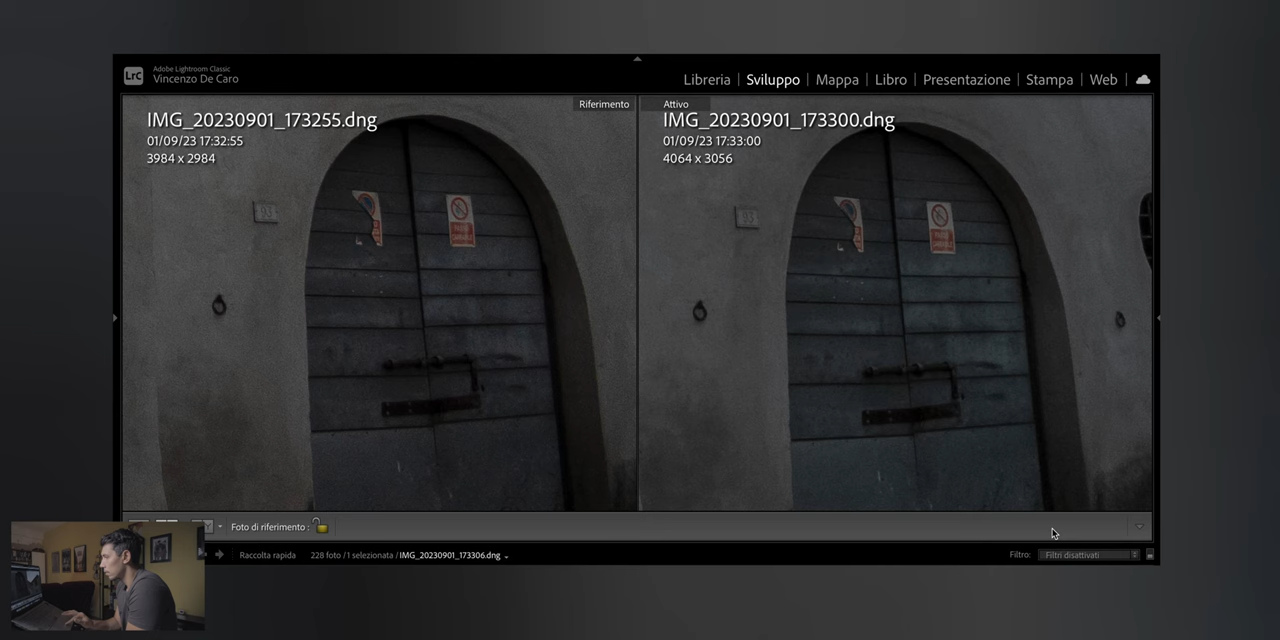 LrC
Adobe Lightroom Classic
Vincenzo De Caro
Libreria | Sviluppo | Mappa | Libro | Presentazione | Stampa | Web |
Riferimento
IMG_20230901_173255.dng
01/09/23 17:32:55
3984 x 2984
93
Attivo
IMG_20230901_173300.dng
01/09/23 17:33:00
4064 x 3056
93
Foto di riferimento :
Raccolta rapida
228 foto / 1 selezionata / IMG_20230901_173306.dng
Filtro:
Filtri disattivati